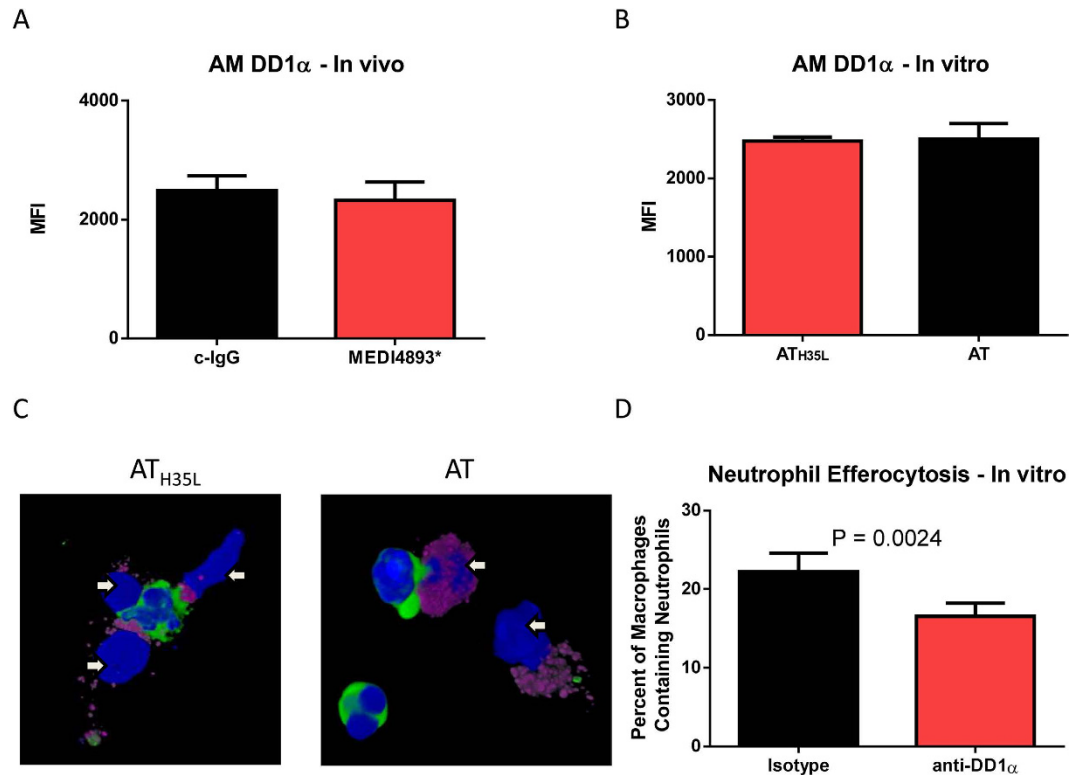 A
AM DD1α - In vivo
4000
2000
0
MFI
c-IgG MEDI4893*
B
AM DD1α - In vitro
3000
2000
1000
0
MFI
ATH35L AT
C
ATH35L AT
D
Neutrophil Efferocytosis - In vitro
30
20
10
0
Percent of Macrophages
Containing Neutrophils
P = 0.0024
Isotype anti-DD1α